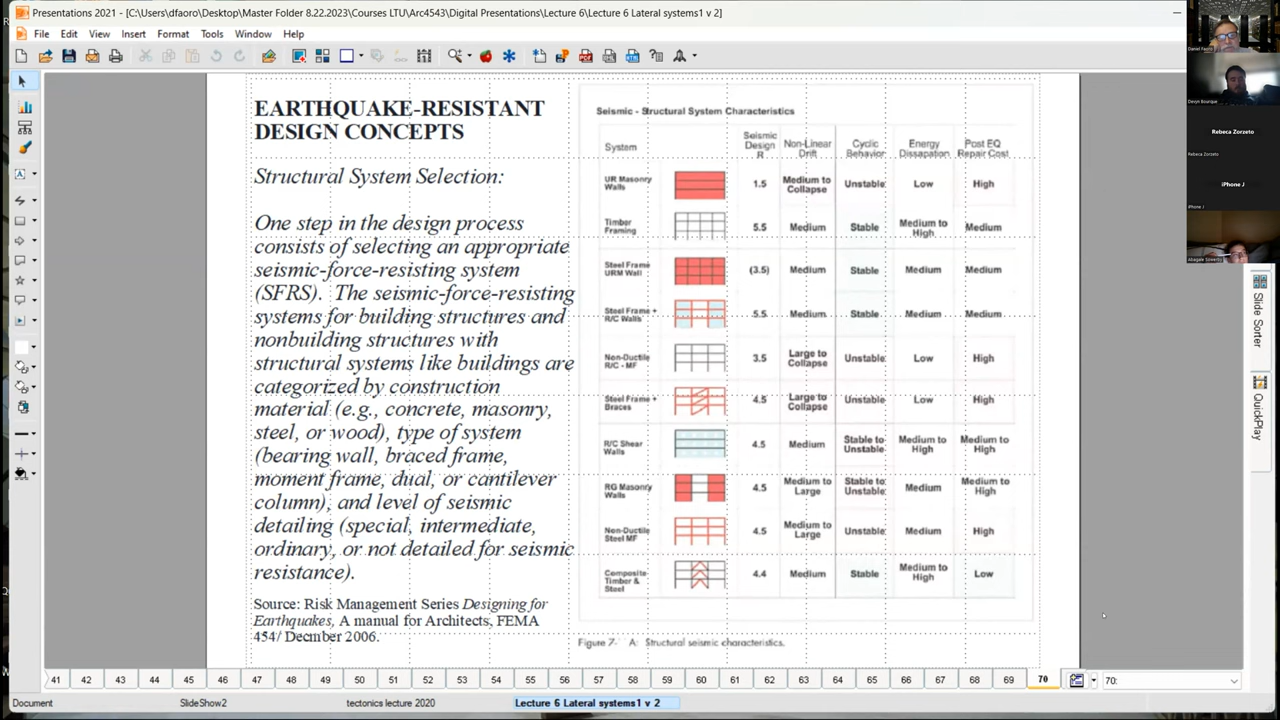 Presentations 2021 - [C:\Users\dfaoro\Desktop\Master Folder 8.22.2023\Courses LTU\Arc4543\Digital Presentations\Lecture 6\Lecture 6 Lateral systems1 v 2]
File Edit View Insert Format Tools Window Help
EARTHQUAKE-RESISTANT
DESIGN CONCEPTS
Structural System Selection:
One step in the design process
consists of selecting an appropriate
seismic-force-resisting system
(SFRS). The seismic-force-resisting
systems for building structures and
nonbuilding structures with
structural systems like buildings are
categorized by construction
material (e.g., concrete, masonry,
steel, or wood), type of system
(bering wall, braced frame,
moment frame, dual, or cantilever
column), and level of seismic
detailing (special, intermediate,
ordinary, or not detailed for seismic
resistance).
Source: Risk Management Series Designing for
Earthquakes, A manual for Architects, FEMA
454/ Decmber 2006.
Seismic - Structural System Characteristics
System
Seismic
Design
R
Non-Linear
Drift
Cyclic
Behavior
Energy
Dissapation
Post EQ
Repair Cost
UR Masonry
Walls
1.5
Medium to
Collapse
Unstable
Low
High
Timber
Framing
5.5
Medium
Stable
Medium to
High
Medium
Steel Frame
URM Wall
(3.5)
Medium
Stable
Medium
Medium
Steel Frame +
R/C Walls
5.5
Medium
Stable
Medium
Medium
Non-Ductile
R/C - MF
3.5
Large to
Collapse
Unstable
Low
High
Steel Frame +
Braces
4.5
Large to
Collapse
Unstable
Low
High
R/C Shear
Walls
4.5
Medium
Stable to
Unstable
Medium to
High
Medium to
High
RG Masonry
Walls
4.5
Medium to
Large
Stable to
Unstable
Medium
Medium to
High
Non-Ductile
Steel MF
4.5
Medium to
Large
Unstable
Medium
High
Composite
Timber &
Steel
4.4
Medium
Stable
Medium to
High
Low
Figure 7- A: Structural seismic characteristics.
Rebeca Zorzeto
Rebeca Zorzeto
iPhone J
iPhone J
Slide Sorter
QuickPlay
41 42 43 44 45 46 47 48 49 50 51 52 53 54 55 56 57 58 59 60 61 62 63 64 65 66 67 68 69 70
70:
Document SlideShow2 tectonics lecture 2020 Lecture 6 Lateral systems1 v 2